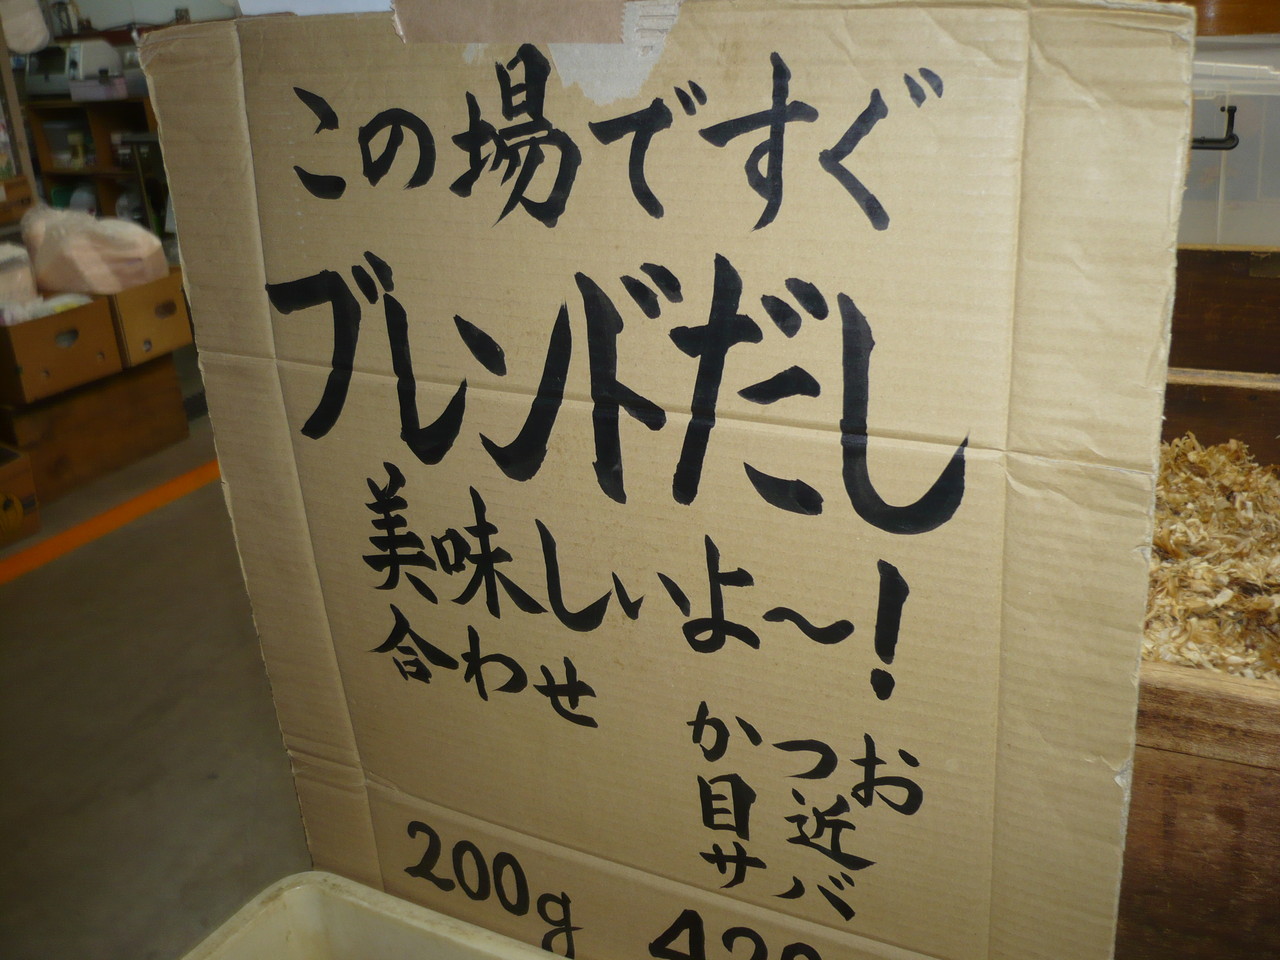 この場ですぐ
ブレンドだし
美味しいよ～!
合わせ
かつお
目近
サバ
200g